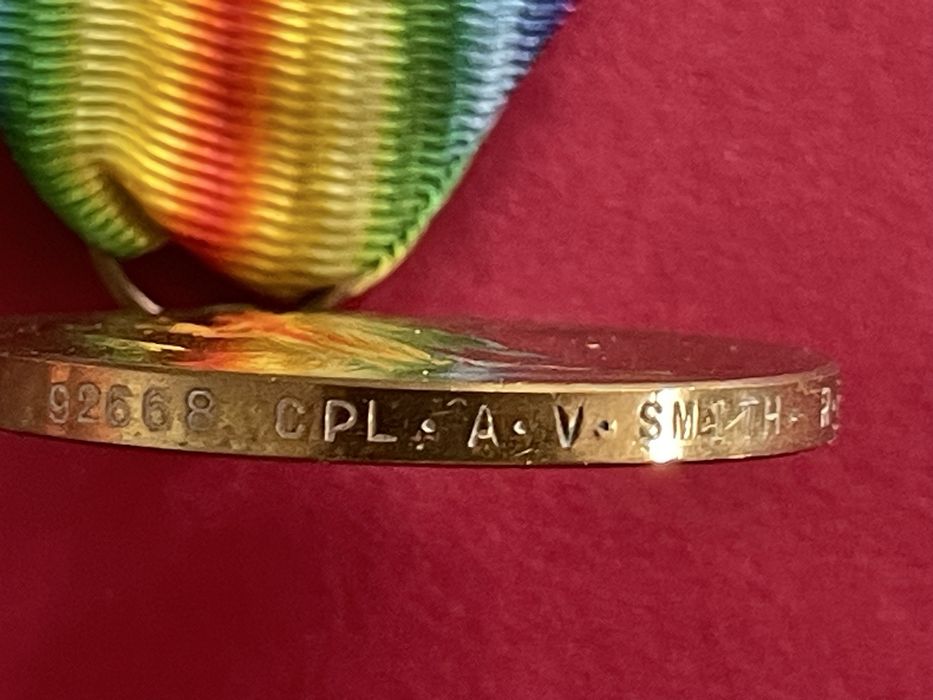 92668 CPL. A. V. SMITH. R